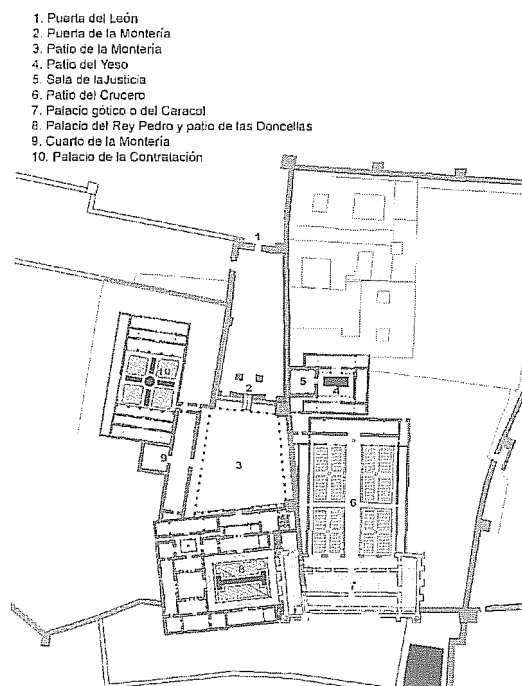 1. Puerta del León
2. Puerta de la Montería
3. Patio de la Montería
4. Patio del Yeso
5. Sala de laJusticia
6. Patio del Crucero
7. Palacio gótico o del Caracol
8. Palacio del Rey Pedro y patio de las Doncellas
9. Cuarto de la Montería
10. Palacio de la Contratación
1
10
2
5
4
9
3
6
8
7